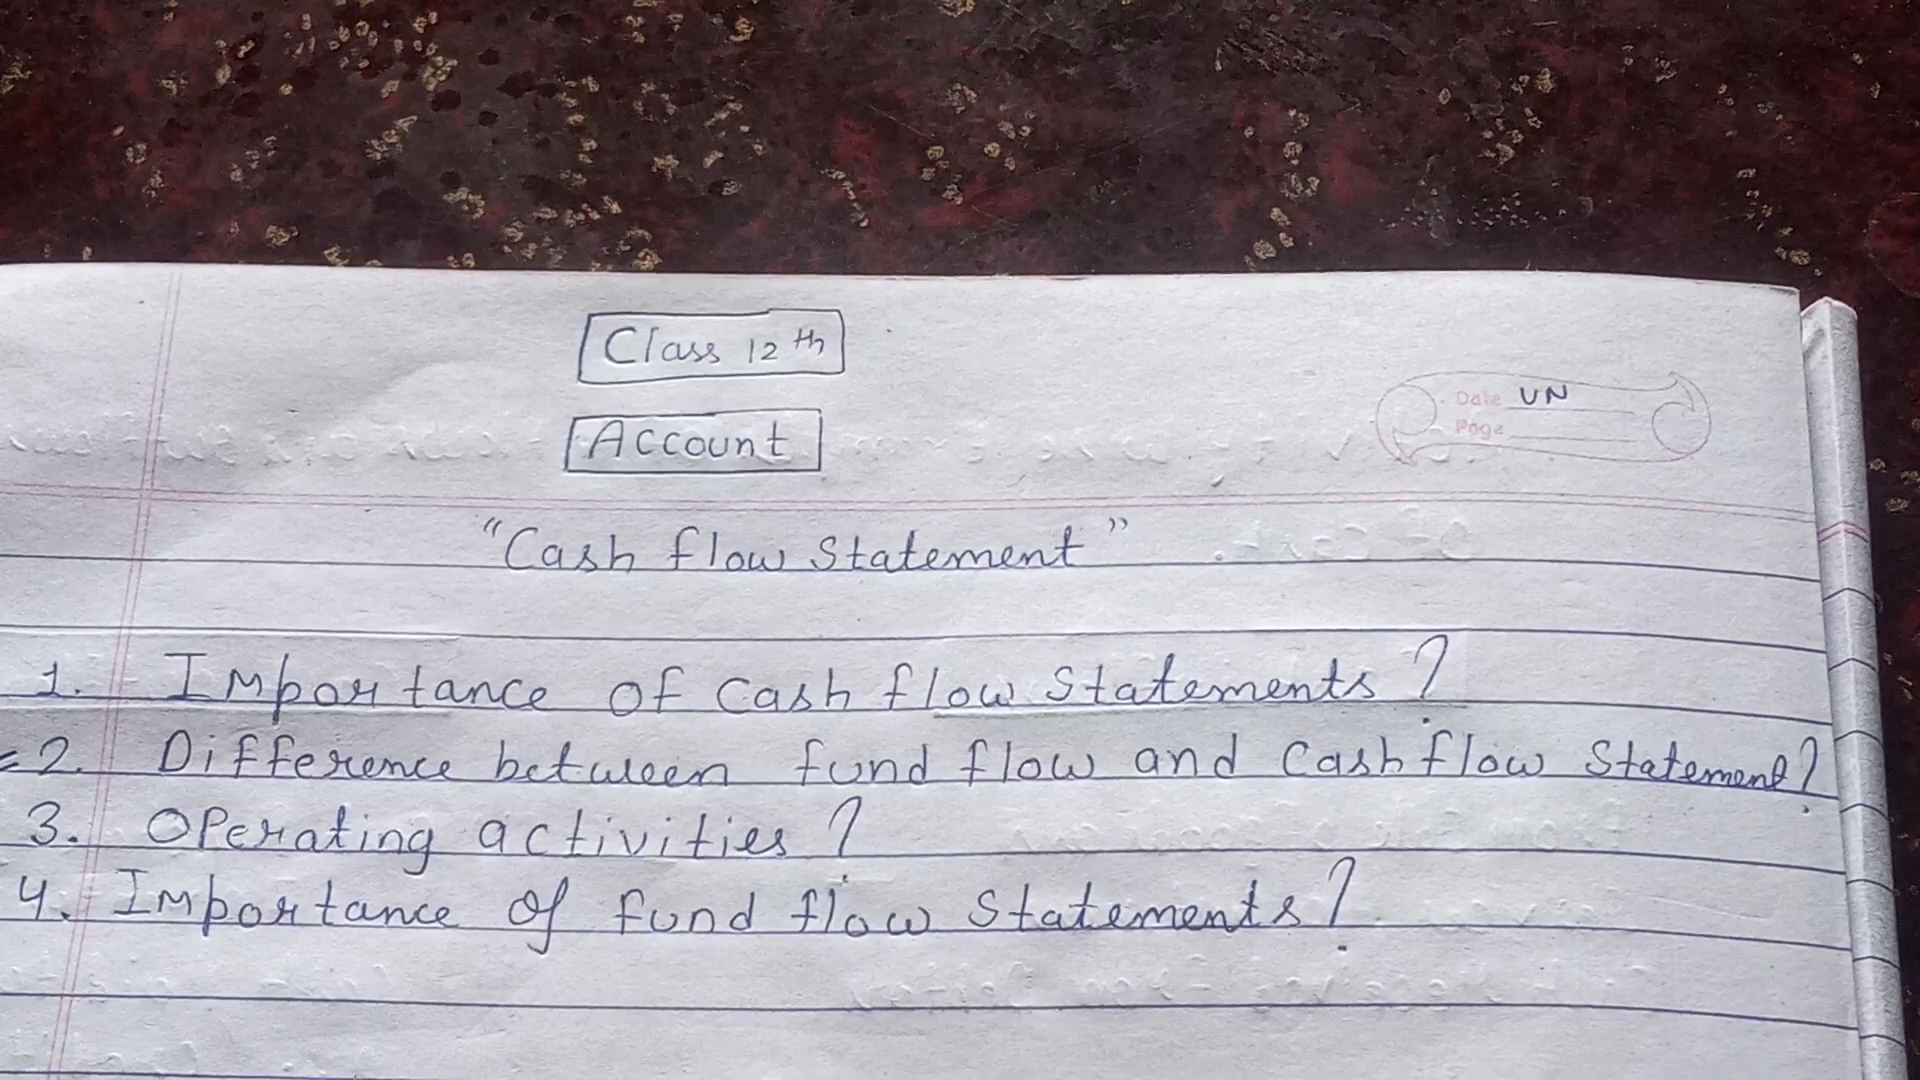 Class 12th
Date UN
Page
Account
"Cash flow Statement"
1. Importance of Cash flow Statements?
2. Difference between fund flow and Cash flow Statement?
3. Operating activities?
4. Importance of fund flow Statements?